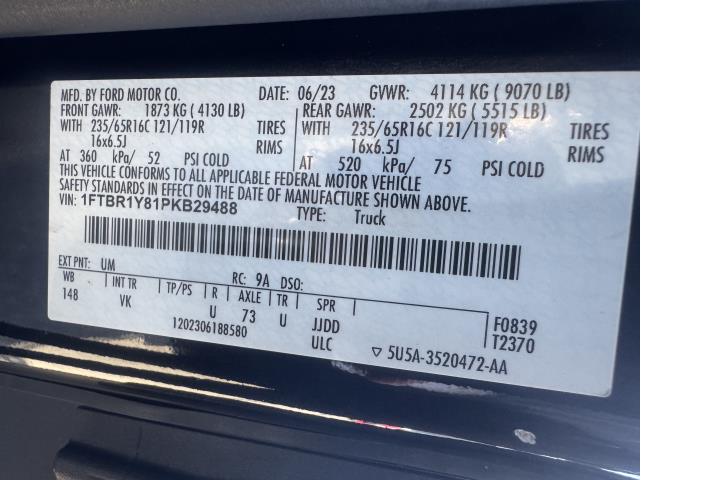 MFD. BY FORD MOTOR CO. DATE: 06/23 GVWR: 4114 KG ( 9070 LB)
FRONT GAWR: 1873 KG ( 4130 LB) REAR GAWR: 2502 KG ( 5515 LB)
WITH 235/65R16C 121/119R TIRES WITH 235/65R16C 121/119R TIRES
16x6.5J RIMS 16x6.5J RIMS
AT 360 kPa/ 52 PSI COLD AT 520 kPa/ 75 PSI COLD
THIS VEHICLE CONFORMS TO ALL APPLICABLE FEDERAL MOTOR VEHICLE
SAFETY STANDARDS IN EFFECT ON THE DATE OF MANUFACTURE SHOWN ABOVE.
VIN: 1FTBR1Y81PKB29488 TYPE: Truck
EXT PNT: UM RC: 9A DSO:
WB INT TR TP/PS R AXLE TR SPR F0839
148 VK U 73 U JJDD T2370
1202306188580 ULC ▽ 5U5A-3520472-AA